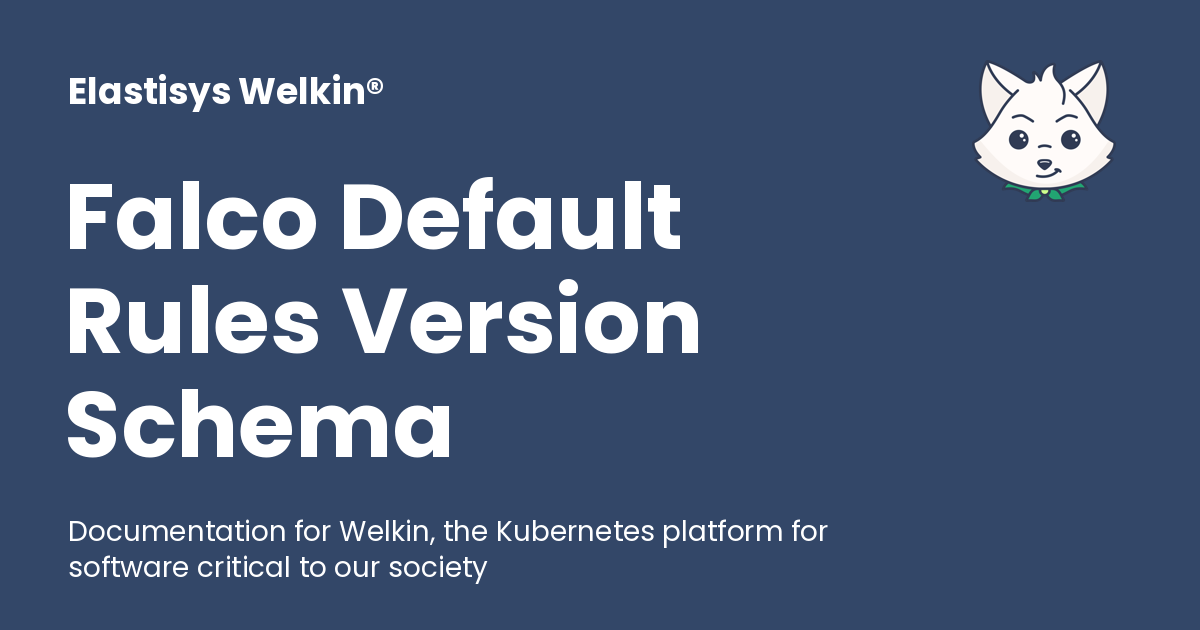 Elastisys Welkin®
Falco Default
Rules Version
Schema
Documentation for Welkin, the Kubernetes platform for
software critical to our society